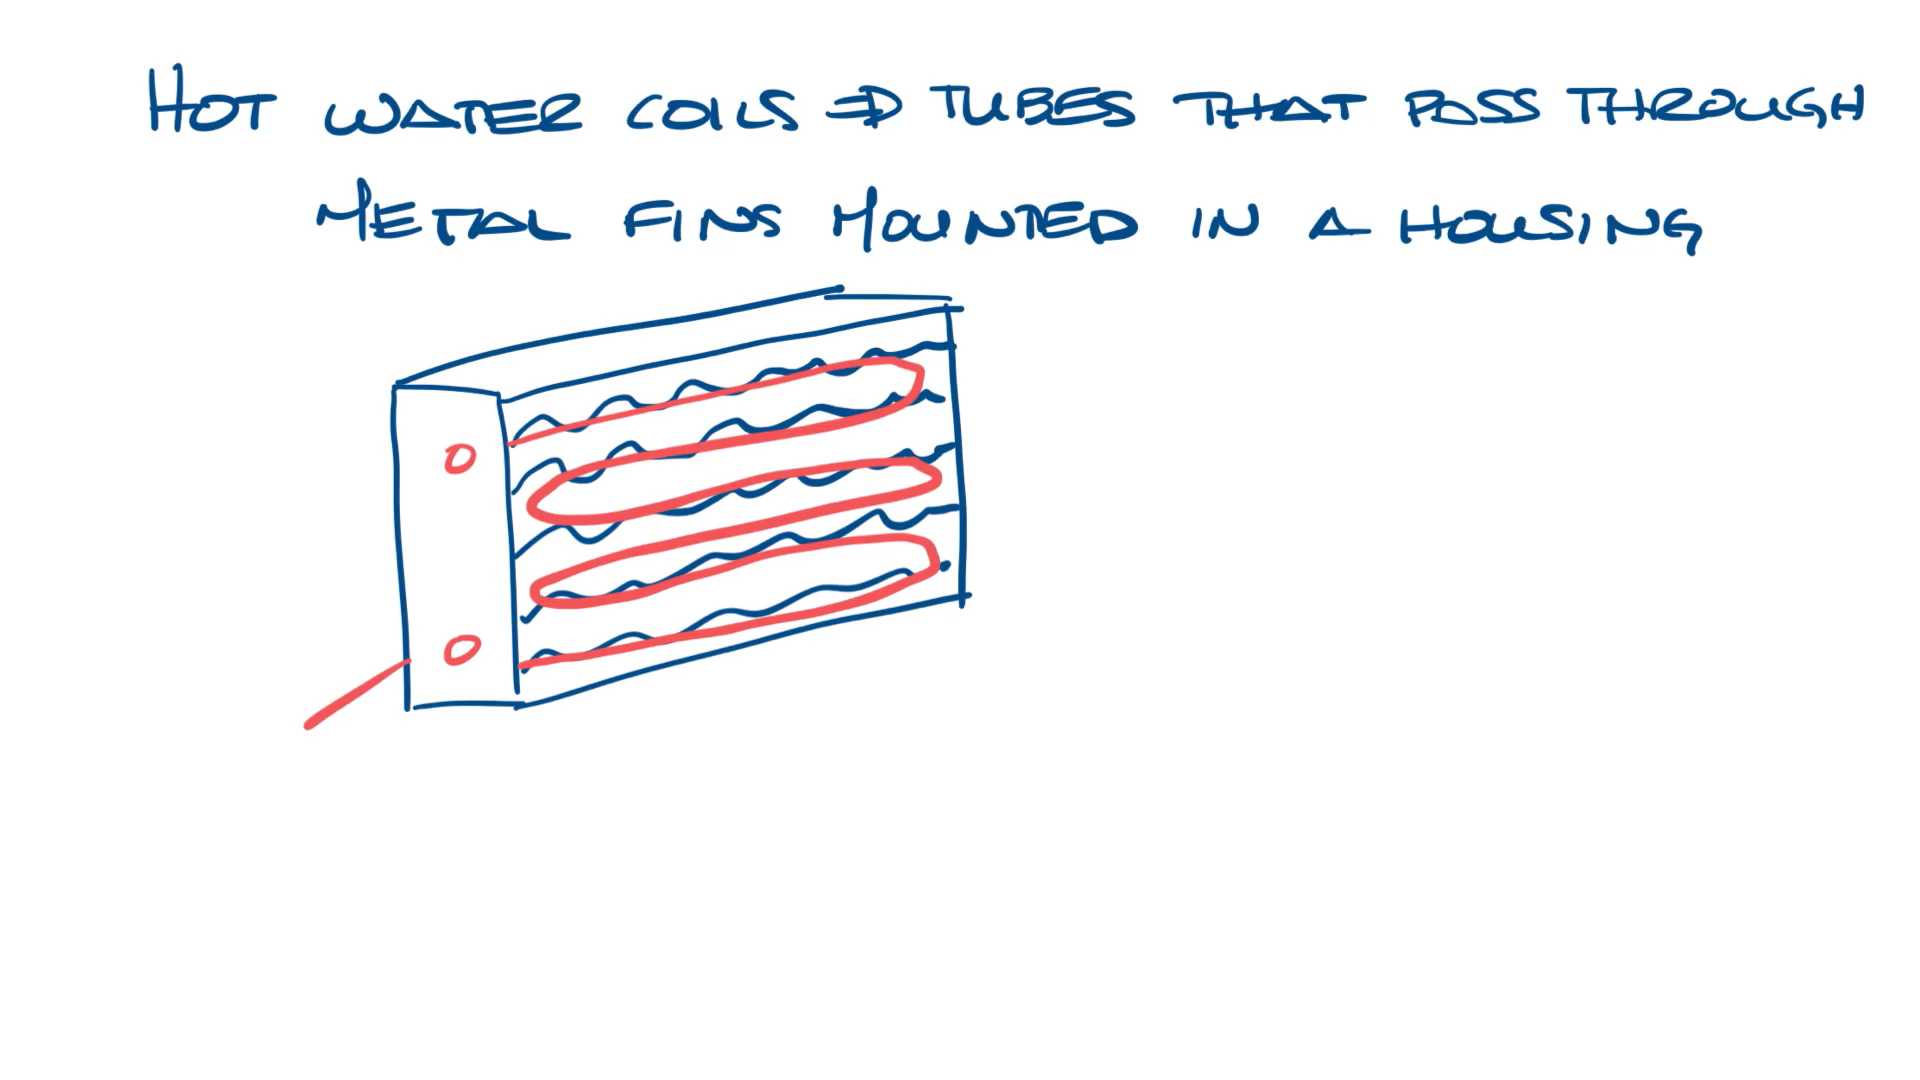 HOT WATER COILS ⇒ TUBES THAT PASS THROUGH
METAL FINS MOUNTED IN A HOUSING